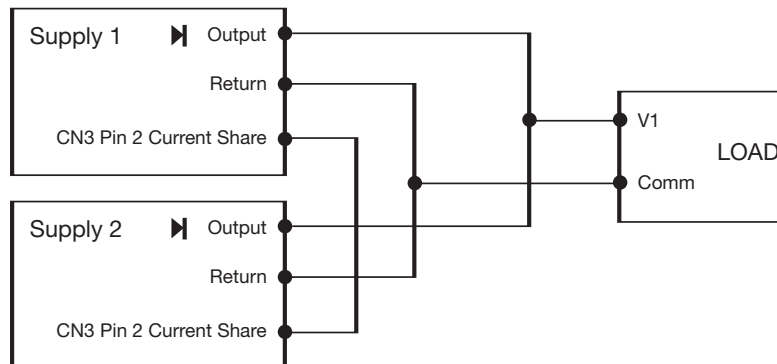 Supply 1 Output
Return
CN3 Pin 2 Current Share
V1
LOAD
Comm
Supply 2 Output
Return
CN3 Pin 2 Current Share